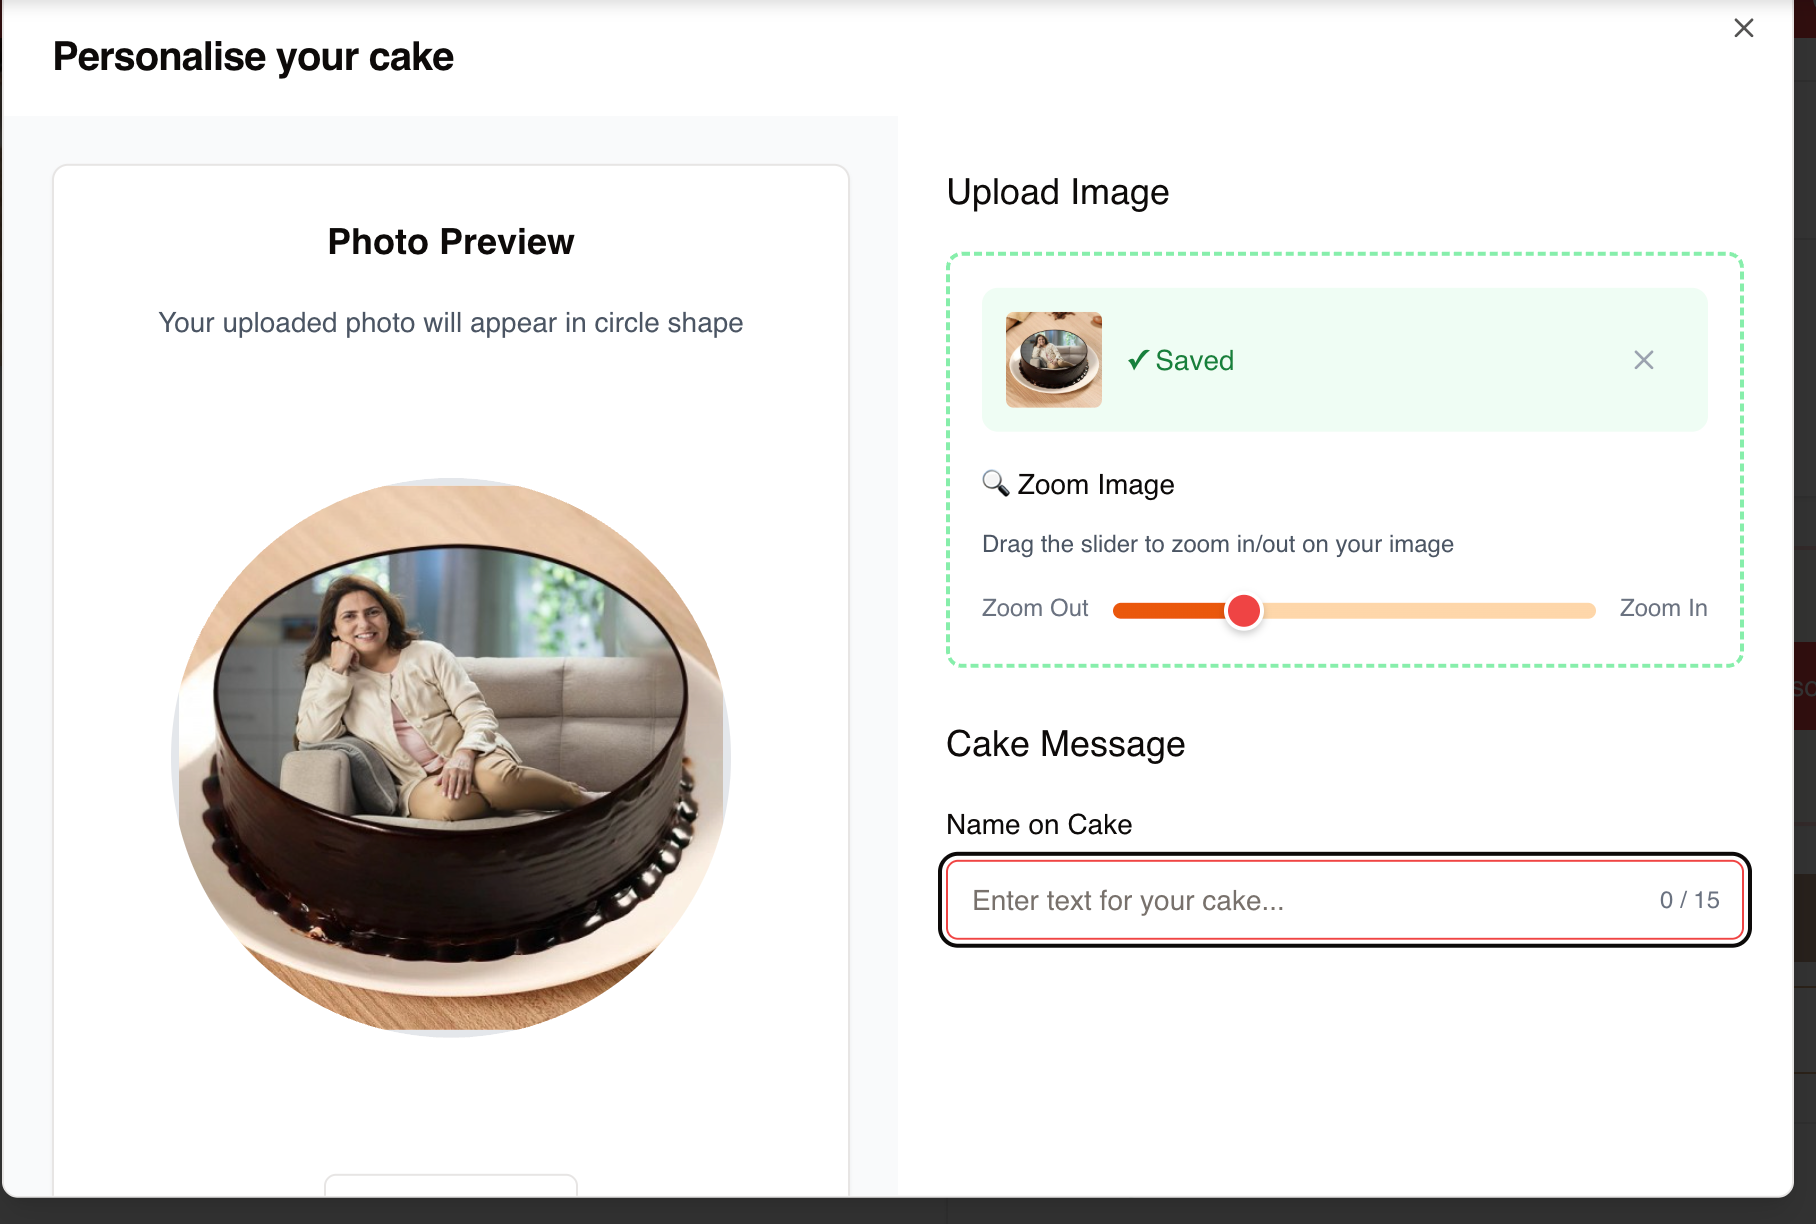 Personalise your cake
Photo Preview
Your uploaded photo will appear in circle shape
Upload Image
✓ Saved
🔍 Zoom Image
Drag the slider to zoom in/out on your image
Zoom Out
Zoom In
Cake Message
Name on Cake
Enter text for your cake...
0 / 15